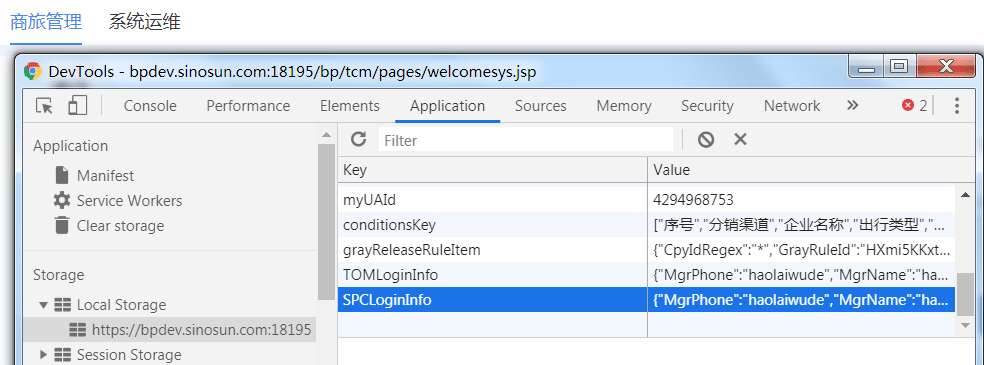 商旅管理 系统运维
DevTools - bpdev.sinosun.com:18195/bp/tcm/pages/welcomesys.jsp
Console Performance Elements Application Sources Memory Security Network » 2
Application
Manifest
Service Workers
Clear storage
Storage
Local Storage
https://bpdev.sinosun.com:18195
Session Storage
Filter
Key Value
myUAId 4294968753
conditionsKey ["序号","分销渠道","企业名称","出行类型","...
grayReleaseRuleItem {"CpyIdRegex":"*","GrayRuleId":"HXmi5KKxt...
TOMLoginInfo {"MgrPhone":"haolaiwude","MgrName":"ha...
SPCLoginInfo {"MgrPhone":"haolaiwude","MgrName":"ha...